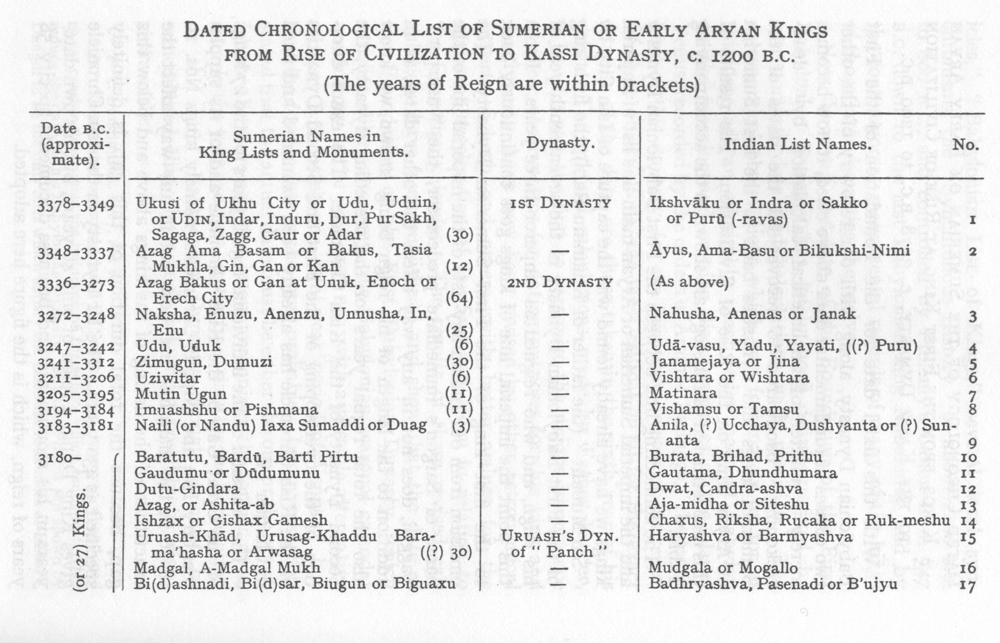 DATED CHRONOLOGICAL LIST OF SUMERIAN OR EARLY ARYAN KINGS
FROM RISE OF CIVILIZATION TO KASSI DYNASTY, C. 1200 B.C.
(The years of Reign are within brackets)
Date B.C. (approxi-mate). Sumerian Names in King Lists and Monuments. Dynasty. Indian List Names. No.
3378–3349 Ukusi of Ukhu City or Udu, Uduin, 1ST DYNASTY Ikshvāku or Indra or Sakko
or UDIN, Indar, Induru, Dur, Pur Sakh, or Purū (-ravas) 1
Sagaga, Zagg, Gaur or Adar (30)
3348–3337 Azag Ama Basam or Bakus, Tasia — Āyus, Ama-Basu or Bikukshi-Nimi 2
Mukhla, Gin, Gan or Kan (12)
3336–3273 Azag Bakus or Gan at Unuk, Enoch or 2ND DYNASTY (As above)
Erech City (64)
3272–3248 Naksha, Enuzu, Anenzu, Unnusha, In, — Nahusha, Anenas or Janak 3
Enu (25)
3247–3242 Udu, Uduk (6) — Udā-vasu, Yadu, Yayati, ((?) Puru) 4
3241–3312 Zimugun, Dumuzi (30) — Janamejaya or Jina 5
3211–3206 Uziwitar (6) — Vishtara or Wishtara 6
3205–3195 Mutin Ugun (11) — Matinara 7
3194–3184 Imuashshu or Pishmana (11) — Vishamsu or Tamsu 8
3183–3181 Naili (or Nandu) Iaxa Sumaddi or Duag (3) — Anila, (?) Ucchaya, Dushyanta or (?) Sun-
anta 9
3180– Baratutu, Bardū, Barti Pirtu — Burata, Brihad, Prithu 10
Gaudumu or Dūdumunu — Gautama, Dhundhumara 11
Dutu-Gindara — Dwat, Candra-ashva 12
Azag, or Ashita-ab — Aja-midha or Siteshu 13
Ishzax or Gishax Gamesh — Chaxus, Riksha, Rucaka or Ruk-meshu 14
Uruash-Khād, Urusag-Khaddu Bara- URUASH'S DYN. Haryashva or Barmyashva 15
ma'hasha or Arwasag ((?) 30) of "Panch"
Madgal, A-Madgal Mukh — Mudgala or Mogallo 16
Bi(d)ashnadi, Bi(d)sar, Biugun or Biguaxu — Badhryashva, Pasenadi or B'ujyu 17
(or 27) Kings.